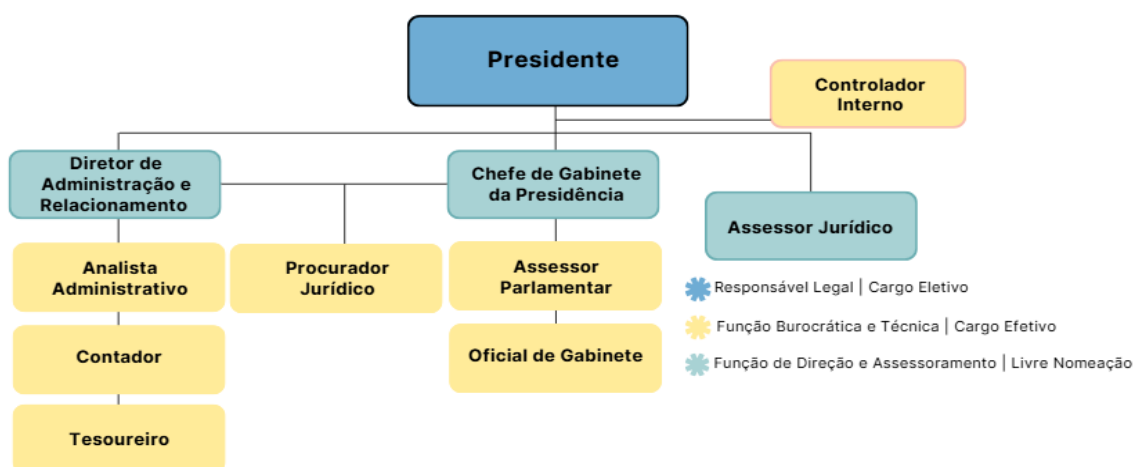 Presidente
Controlador
Interno
Diretor de
Administração e
Relacionamento
Chefe de Gabinete
da Presidência
Assessor Jurídico
Analista
Administrativo
Procurador
Jurídico
Assessor
Parlamentar
Responsável Legal | Cargo Eletivo
Função Burocrática e Técnica | Cargo Efetivo
Contador
Oficial de Gabinete
Função de Direção e Assessoramento | Livre Nomeação
Tesoureiro